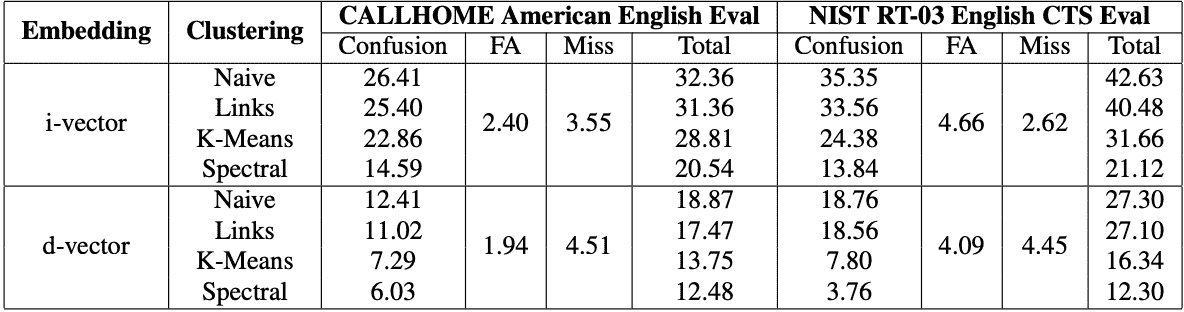 Embedding Clustering CALLHOME American English Eval NIST RT-03 English CTS Eval
Confusion FA Miss Total Confusion FA Miss Total
i-vector Naive 26.41 2.40 3.55 32.36 35.35 4.66 2.62 42.63
Links 25.40 31.36 33.56 40.48
K-Means 22.86 28.81 24.38 31.66
Spectral 14.59 20.54 13.84 21.12
d-vector Naive 12.41 1.94 4.51 18.87 18.76 4.09 4.45 27.30
Links 11.02 17.47 18.56 27.10
K-Means 7.29 13.75 7.80 16.34
Spectral 6.03 12.48 3.76 12.30